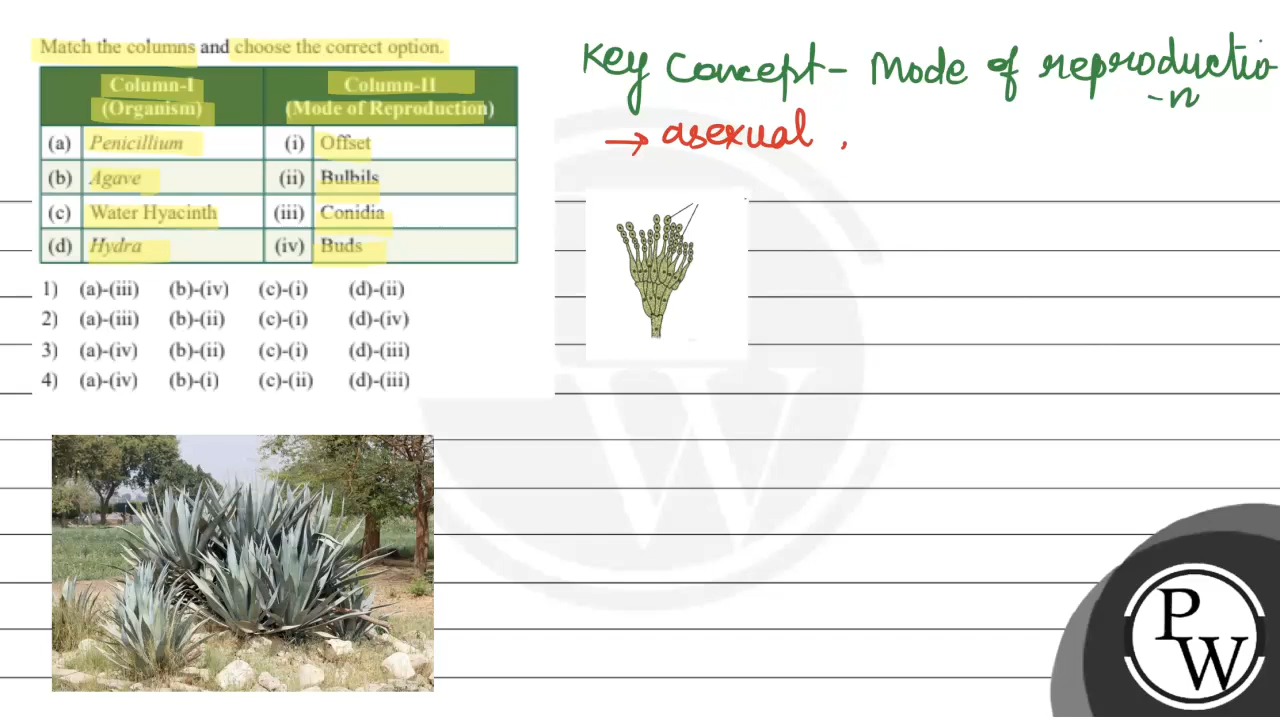 Match the columns and choose the correct option.
Column-I (Organism) Column-II (Mode of Reproduction)
(a) Penicillium (i) Offset
(b) Agave (ii) Bulbils
(c) Water Hyacinth (iii) Conidia
(d) Hydra (iv) Buds
1) (a)-(iii) (b)-(iv) (c)-(i) (d)-(ii)
2) (a)-(iii) (b)-(ii) (c)-(i) (d)-(iv)
3) (a)-(iv) (b)-(ii) (c)-(i) (d)-(iii)
4) (a)-(iv) (b)-(i) (c)-(ii) (d)-(iii)
Key Concept - Mode of reproductio
-n
→ asexual ,
P
W